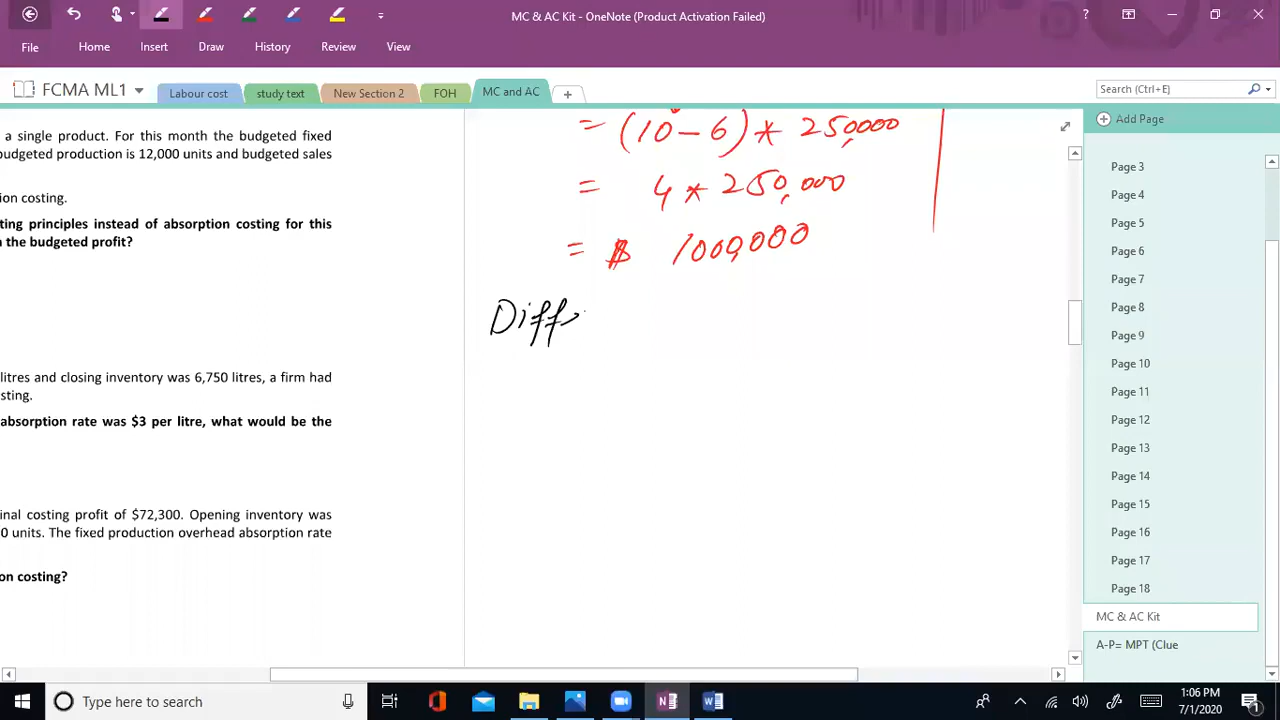 MC & AC Kit - OneNote (Product Activation Failed)
?
File Home Insert Draw History Review View
FCMA ML1
Labour cost
study text
New Section 2
FOH
MC and AC
Search (Ctrl+E)
Add Page
Page 3
Page 4
Page 5
Page 6
Page 7
Page 8
Page 9
Page 10
Page 11
Page 12
Page 13
Page 14
Page 15
Page 16
Page 17
Page 18
MC & AC Kit
A-P= MPT (Clue
a single product. For this month the budgeted fixed
oudgeted production is 12,000 units and budgeted sales
ion costing.
ting principles instead of absorption costing for this
n the budgeted profit?
litres and closing inventory was 6,750 litres, a firm had
sting.
absorption rate was $3 per litre, what would be the
inal costing profit of $72,300. Opening inventory was
0 units. The fixed production overhead absorption rate
on costing?
= (10 - 6) * 250,000
= 4 * 250,000
= $ 1000,000
Diff
Type here to search
1:06 PM
7/1/2020
1